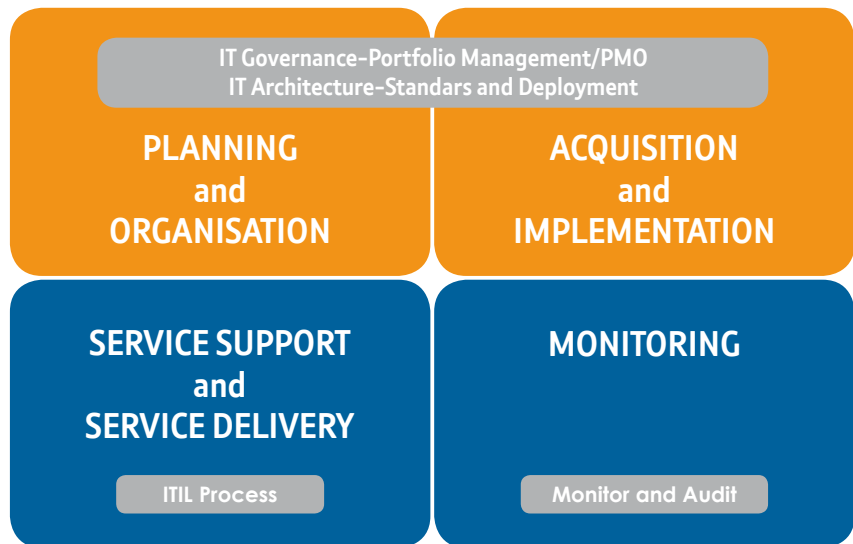 IT Governance-Portfolio Management/PMO
IT Architecture-Standars and Deployment
PLANNING
and
ORGANISATION
ACQUISITION
and
IMPLEMENTATION
SERVICE SUPPORT
and
SERVICE DELIVERY
ITIL Process
MONITORING
Monitor and Audit